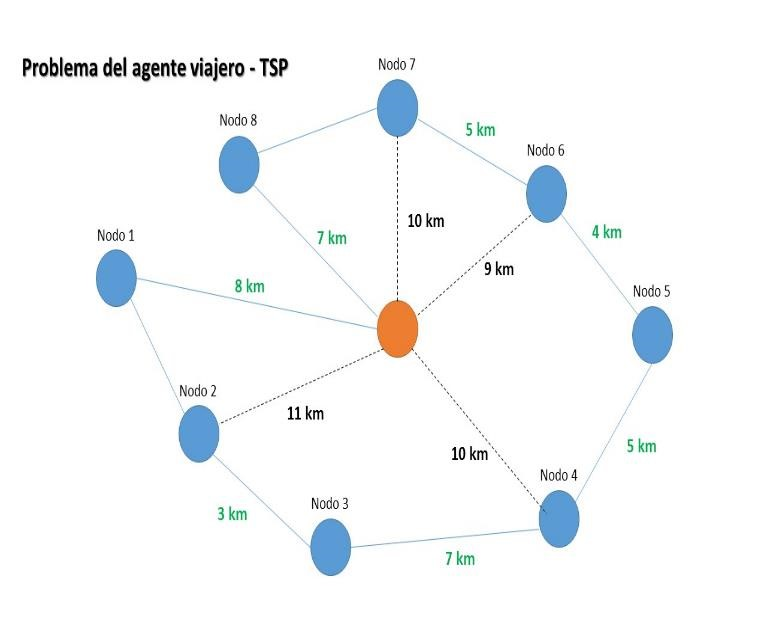 Problema del agente viajero - TSP
Nodo 7
Nodo 8
5 km
Nodo 6
10 km
4 km
Nodo 1
7 km
9 km
8 km
Nodo 5
Nodo 2
11 km
10 km
5 km
Nodo 4
Nodo 3
3 km
7 km